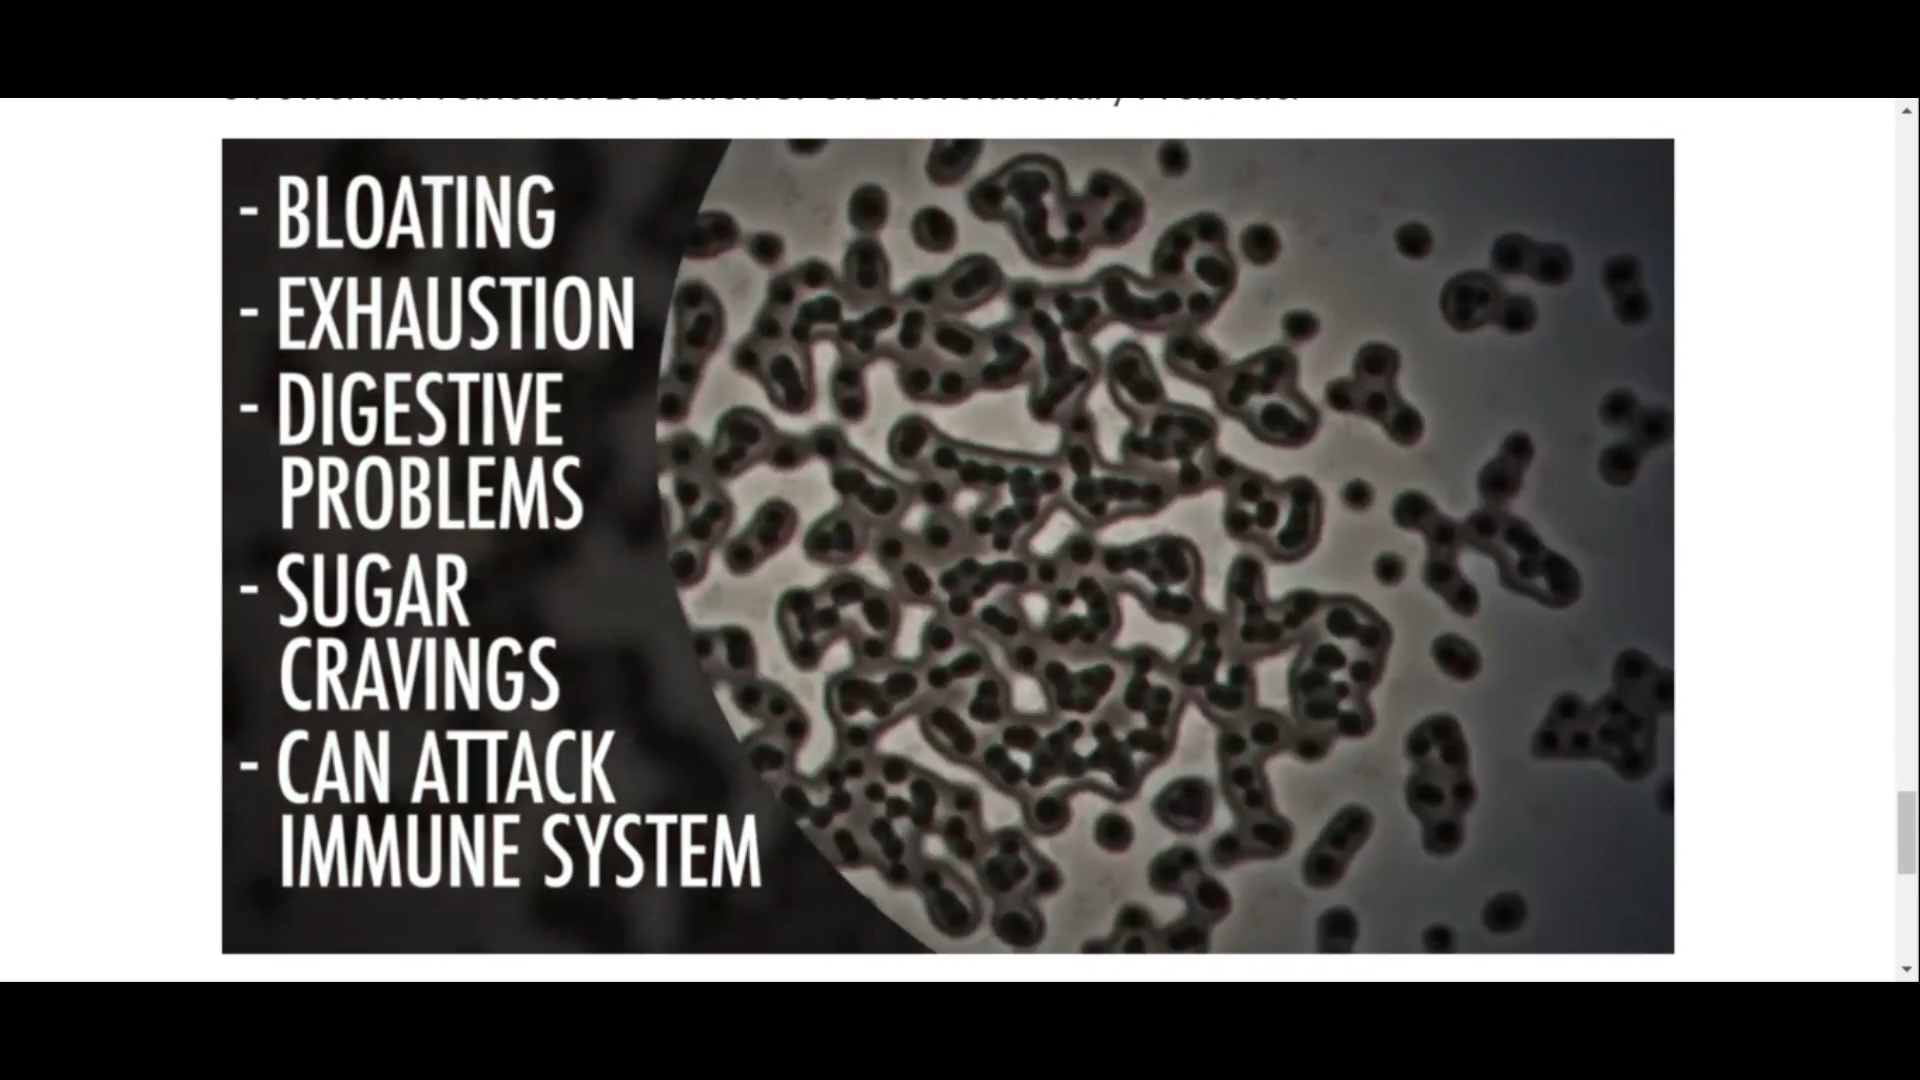 - BLOATING
- EXHAUSTION
- DIGESTIVE
PROBLEMS
- SUGAR
CRAVINGS
- CAN ATTACK
IMMUNE SYSTEM